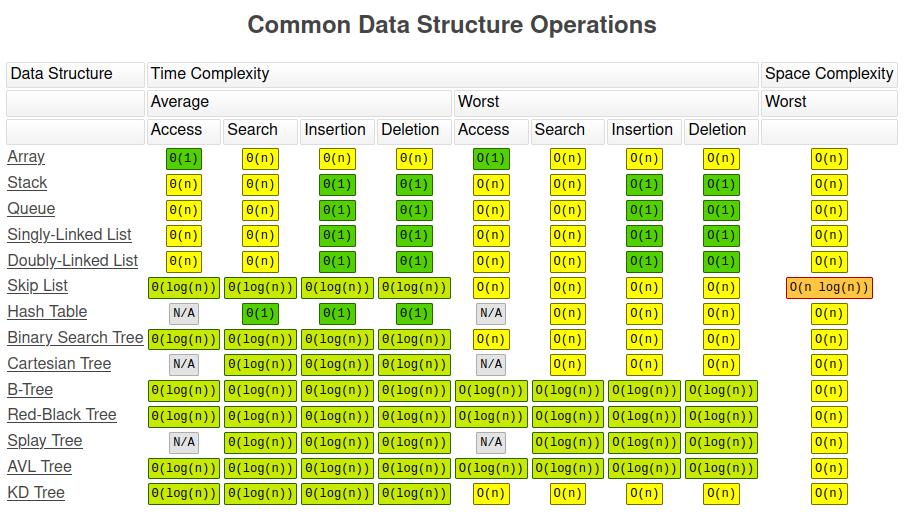 Common Data Structure Operations
Data Structure Time Complexity Space Complexity
Average Worst Worst
Access Search Insertion Deletion Access Search Insertion Deletion
Array Θ(1) Θ(n) Θ(n) Θ(n) O(1) O(n) O(n) O(n) O(n)
Stack Θ(n) Θ(n) Θ(1) Θ(1) O(n) O(n) O(1) O(1) O(n)
Queue Θ(n) Θ(n) Θ(1) Θ(1) O(n) O(n) O(1) O(1) O(n)
Singly-Linked List Θ(n) Θ(n) Θ(1) Θ(1) O(n) O(n) O(1) O(1) O(n)
Doubly-Linked List Θ(n) Θ(n) Θ(1) Θ(1) O(n) O(n) O(1) O(1) O(n)
Skip List Θ(log(n)) Θ(log(n)) Θ(log(n)) Θ(log(n)) O(n) O(n) O(n) O(n) O(n log(n))
Hash Table N/A Θ(1) Θ(1) Θ(1) N/A O(n) O(n) O(n) O(n)
Binary Search Tree Θ(log(n)) Θ(log(n)) Θ(log(n)) Θ(log(n)) O(n) O(n) O(n) O(n) O(n)
Cartesian Tree N/A Θ(log(n)) Θ(log(n)) Θ(log(n)) N/A O(n) O(n) O(n) O(n)
B-Tree Θ(log(n)) Θ(log(n)) Θ(log(n)) Θ(log(n)) O(log(n)) O(log(n)) O(log(n)) O(log(n)) O(n)
Red-Black Tree Θ(log(n)) Θ(log(n)) Θ(log(n)) Θ(log(n)) O(log(n)) O(log(n)) O(log(n)) O(log(n)) O(n)
Splay Tree N/A Θ(log(n)) Θ(log(n)) Θ(log(n)) N/A O(log(n)) O(log(n)) O(log(n)) O(n)
AVL Tree Θ(log(n)) Θ(log(n)) Θ(log(n)) Θ(log(n)) O(log(n)) O(log(n)) O(log(n)) O(log(n)) O(n)
KD Tree Θ(log(n)) Θ(log(n)) Θ(log(n)) Θ(log(n)) O(n) O(n) O(n) O(n) O(n)